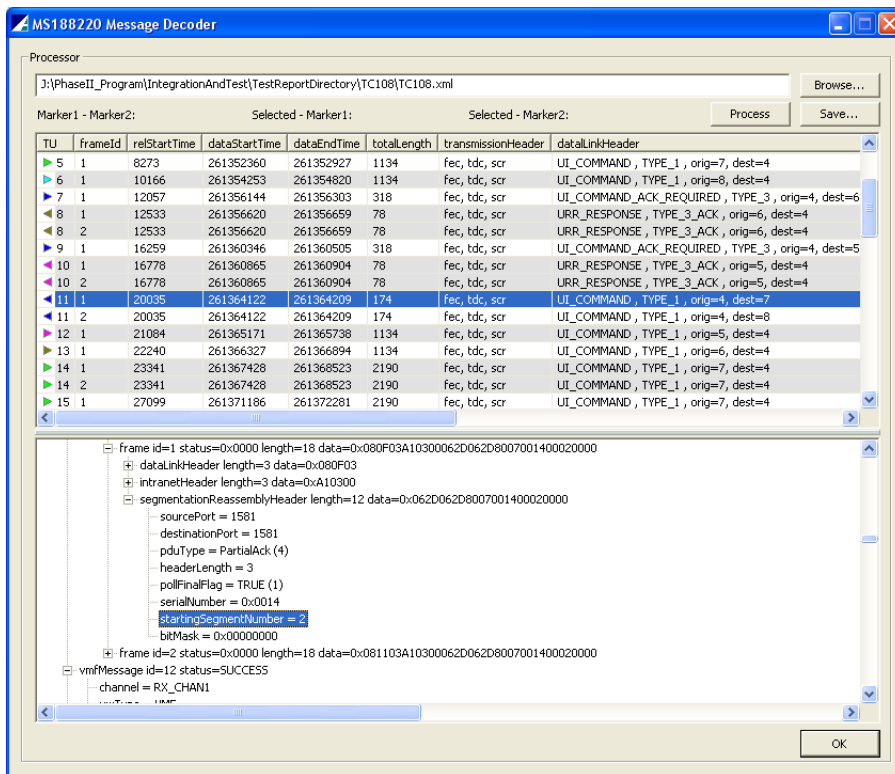 MS188220 Message Decoder
Processor
J:\PhaseII_Program\IntegrationAndTest\TestReportDirectory\TC108\TC108.xml Browse...
Marker1 - Marker2: Selected - Marker1: Selected - Marker2: Process Save...
TU frameId relStartTime dataStartTime dataEndTime totalLength transmissionHeader dataLinkHeader
5 1 8273 261352360 261352927 1134 fec, tdc, scr UI_COMMAND , TYPE_1 , orig=7, dest=4
6 1 10166 261354253 261354820 1134 fec, tdc, scr UI_COMMAND , TYPE_1 , orig=8, dest=4
7 1 12057 261356144 261356303 318 fec, tdc, scr UI_COMMAND_ACK_REQUIRED , TYPE_3 , orig=4, dest=6
8 1 12533 261356620 261356659 78 fec, tdc, scr URR_RESPONSE , TYPE_3_ACK , orig=6, dest=4
8 2 12533 261356620 261356659 78 fec, tdc, scr URR_RESPONSE , TYPE_3_ACK , orig=6, dest=4
9 1 16259 261360346 261360505 318 fec, tdc, scr UI_COMMAND_ACK_REQUIRED , TYPE_3 , orig=4, dest=5
10 1 16778 261360865 261360904 78 fec, tdc, scr URR_RESPONSE , TYPE_3_ACK , orig=5, dest=4
10 2 16778 261360865 261360904 78 fec, tdc, scr URR_RESPONSE , TYPE_3_ACK , orig=5, dest=4
11 1 20035 261364122 261364209 174 fec, tdc, scr UI_COMMAND , TYPE_1 , orig=4, dest=7
11 2 20035 261364122 261364209 174 fec, tdc, scr UI_COMMAND , TYPE_1 , orig=4, dest=8
12 1 21084 261365171 261365738 1134 fec, tdc, scr UI_COMMAND , TYPE_1 , orig=5, dest=4
13 1 22240 261366327 261366894 1134 fec, tdc, scr UI_COMMAND , TYPE_1 , orig=6, dest=4
14 1 23341 261367428 261368523 2190 fec, tdc, scr UI_COMMAND , TYPE_1 , orig=7, dest=4
14 2 23341 261367428 261368523 2190 fec, tdc, scr UI_COMMAND , TYPE_1 , orig=7, dest=4
15 1 27099 261371186 261372281 2190 fec, tdc, scr UI_COMMAND , TYPE_1 , orig=7, dest=4
frame id=1 status=0x0000 length=18 data=0x080F03A10300062D062D8007001400020000
dataLinkHeader length=3 data=0x080F03
intranetHeader length=3 data=0xA10300
segmentationReassemblyHeader length=12 data=0x062D062D8007001400020000
sourcePort = 1581
destinationPort = 1581
pduType = PartialAck (4)
headerLength = 3
pollFinalFlag = TRUE (1)
serialNumber = 0x0014
startingSegmentNumber = 2
bitMask = 0x00000000
frame id=2 status=0x0000 length=18 data=0x081103A10300062D062D8007001400020000
vmfMessage id=12 status=SUCCESS
channel = RX_CHAN1
OK